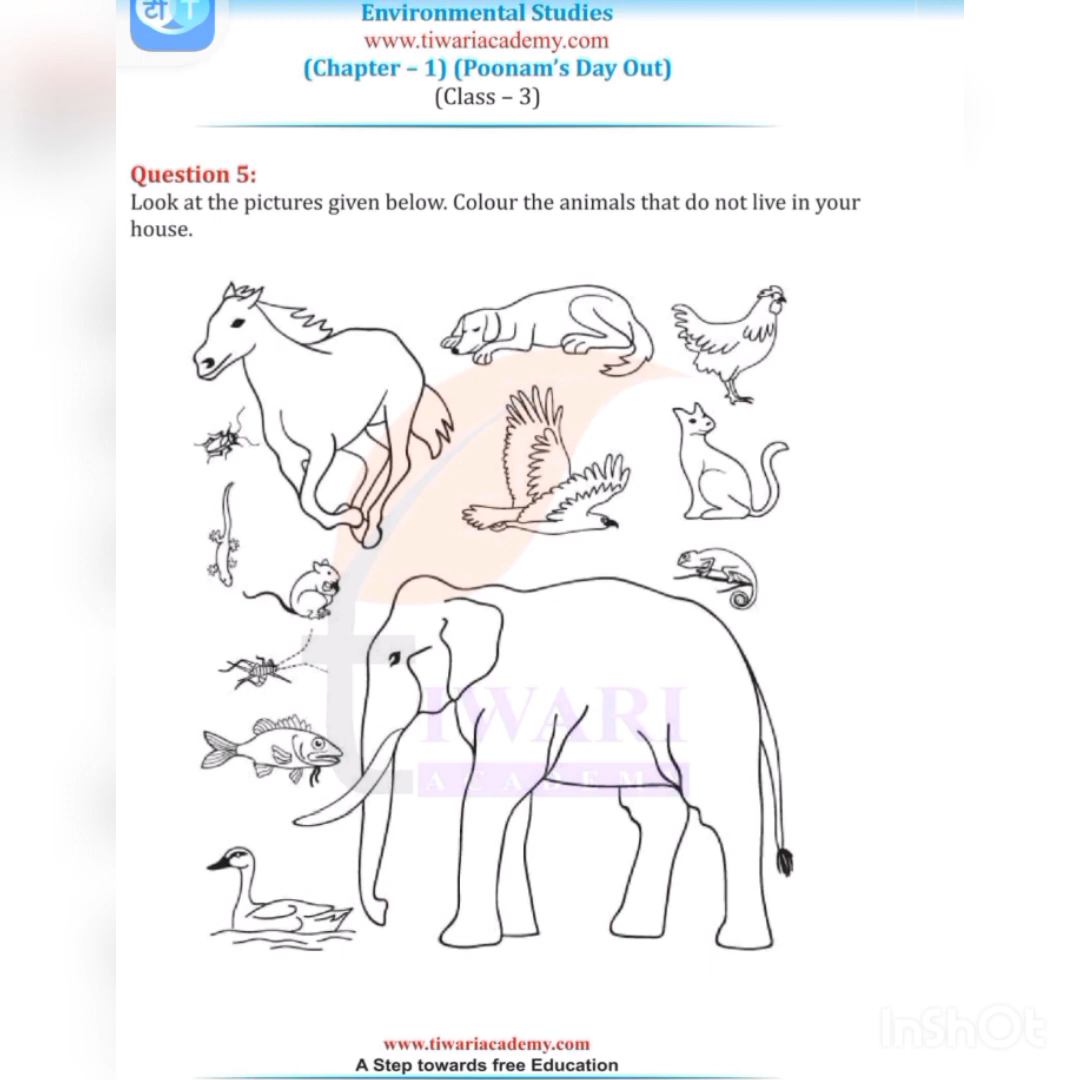 टी T
Environmental Studies
www.tiwariacademy.com
(Chapter – 1) (Poonam's Day Out)
(Class – 3)
Question 5:
Look at the pictures given below. Colour the animals that do not live in your
house.
TIWARI
ACADEMY
www.tiwariacademy.com
A Step towards free Education
InShOt